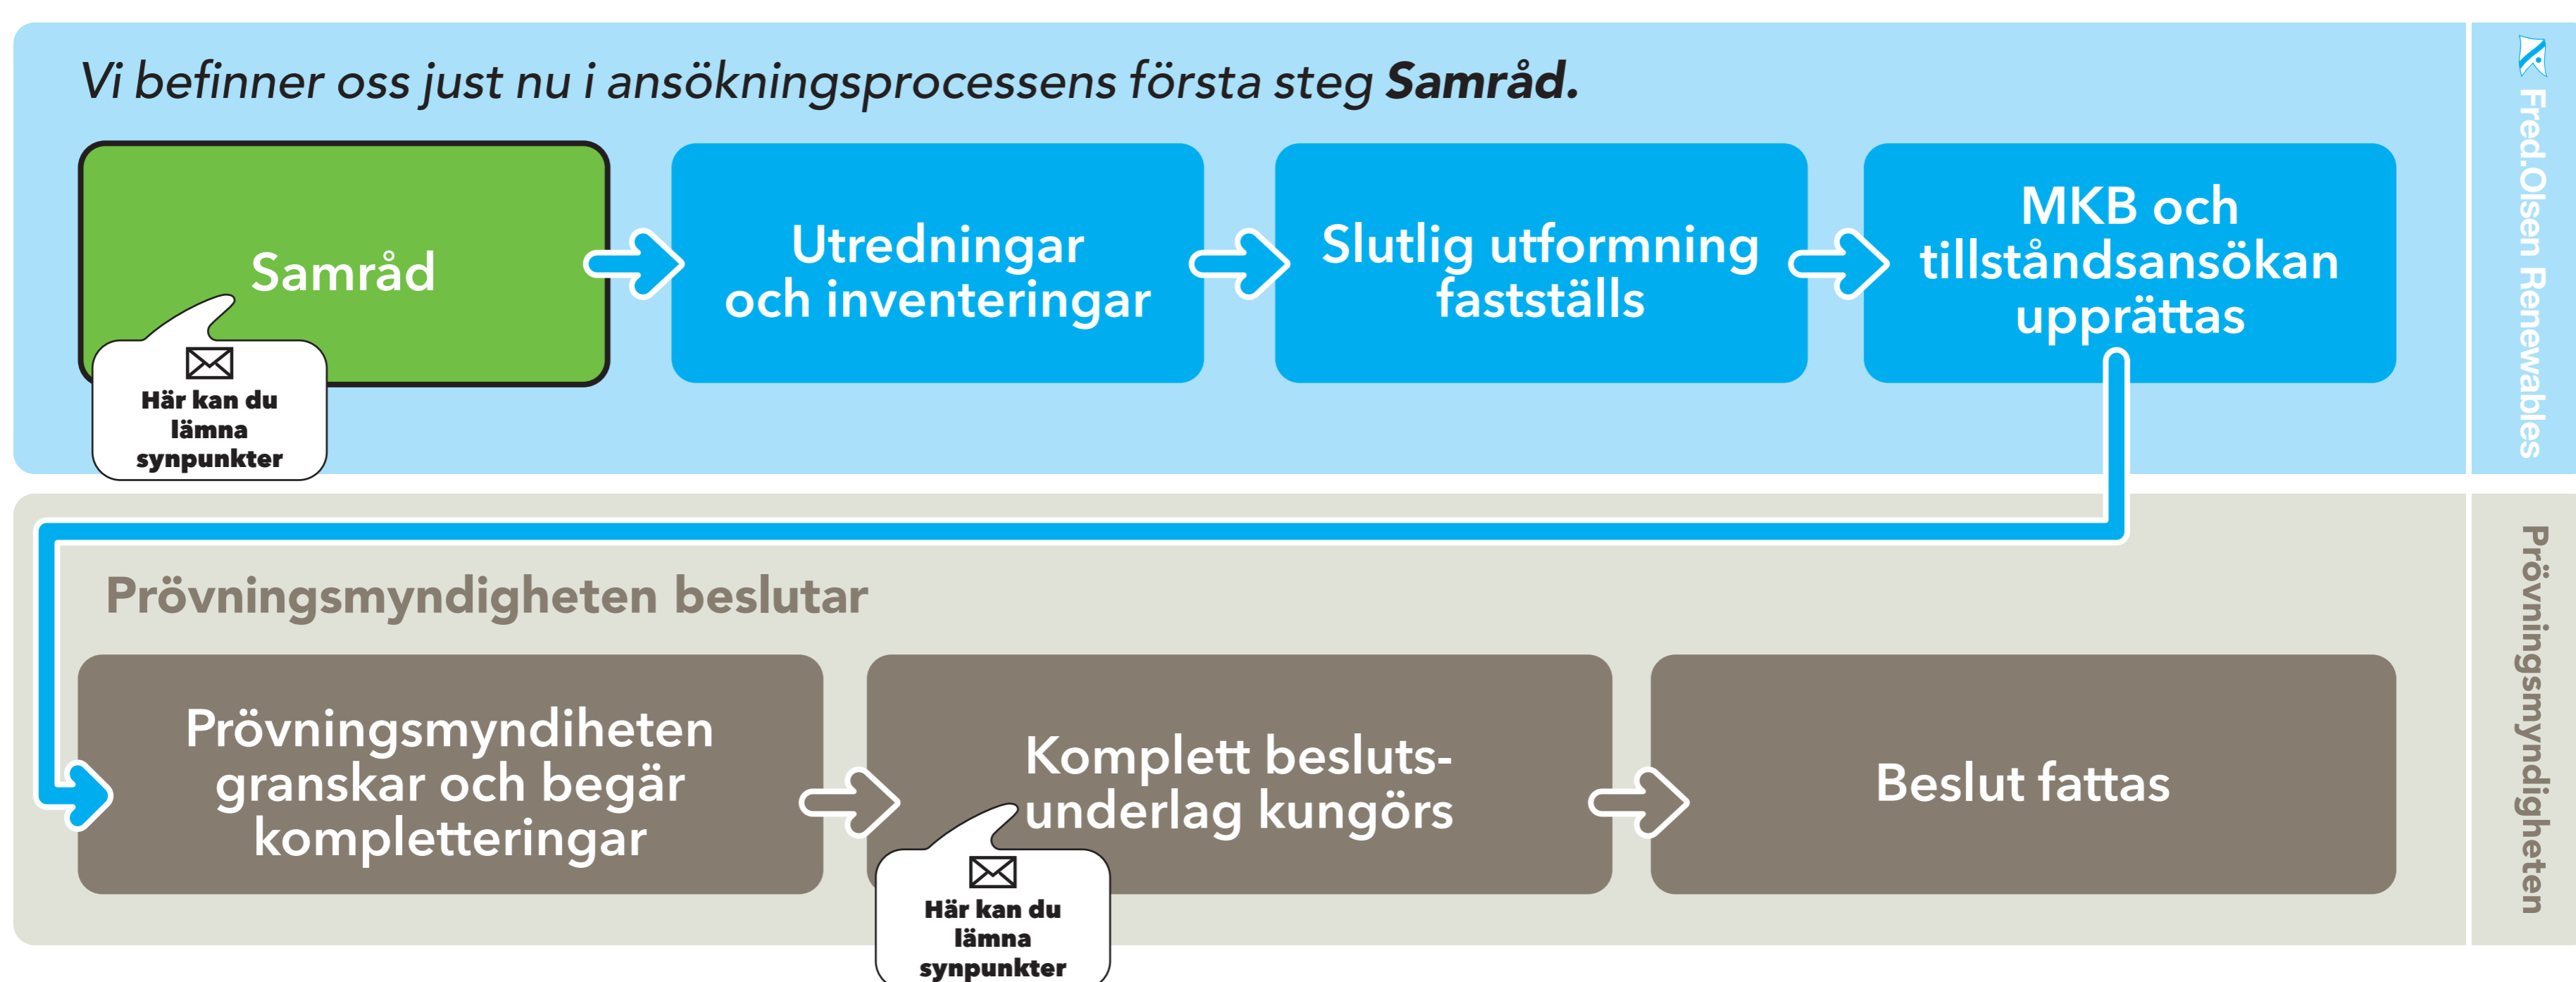 Vi befinner oss just nu i ansökningsprocessens första steg Samråd.
Samråd
Här kan du
lämna
synpunkter
Utredningar
och inventeringar
Slutlig utformning
fastställs
MKB och
tillståndsansökan
upprättas
Fred.Olsen Renewables
Prövningsmyndigheten beslutar
Prövningsmyndiheten
granskar och begär
kompletteringar
Komplett besluts-
underlag kungörs
Här kan du
lämna
synpunkter
Beslut fattas
Prövningsmyndigheten